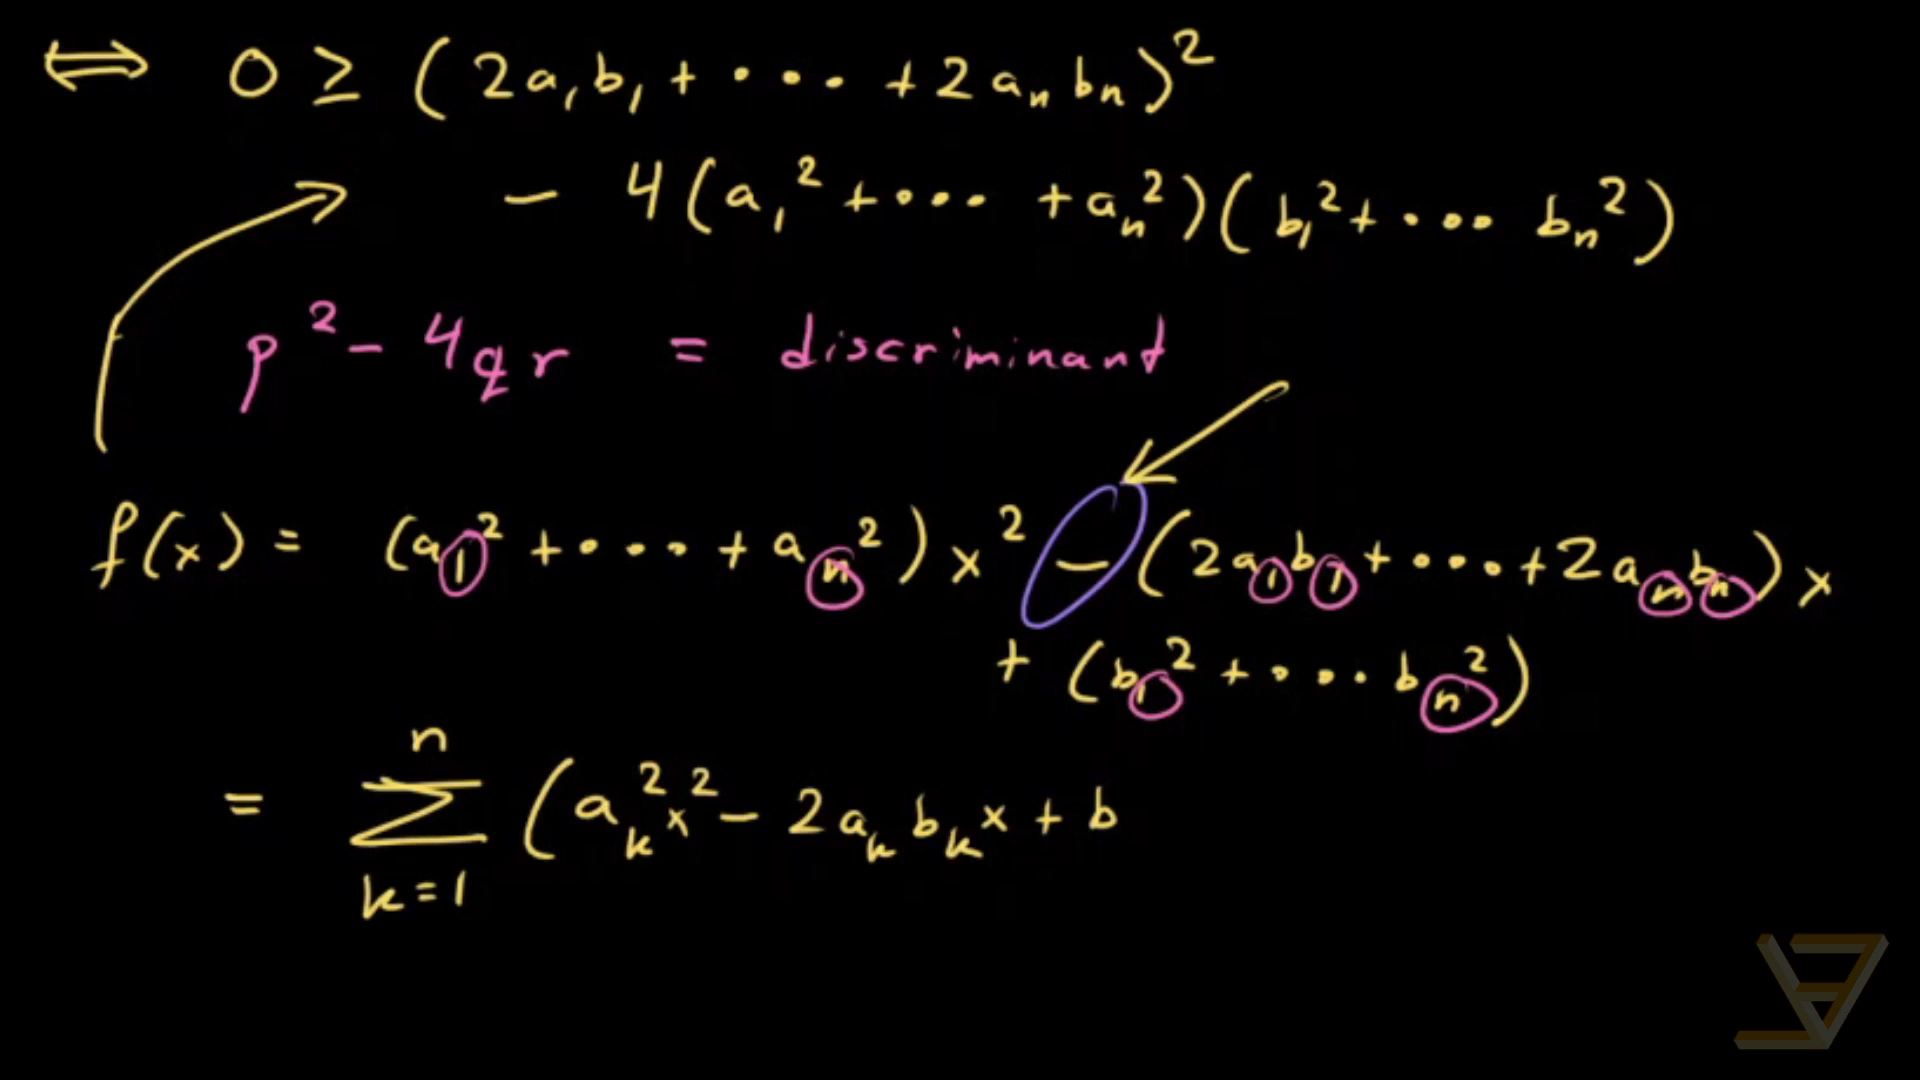 ⟺ 0 ≥ (2a₁b₁ + ··· + 2aₙbₙ)²
− 4(a₁² + ··· + aₙ²)(b₁² + ··· bₙ²)
p² − 4qr = discriminant
f(x) = (a₁² + ··· + aₙ²)x² − (2a₁b₁ + ··· + 2aₙbₙ)x
+ (b₁² + ··· bₙ²)
= ∑ₖ₌₁ⁿ (aₖ²x² − 2aₖbₖx + b